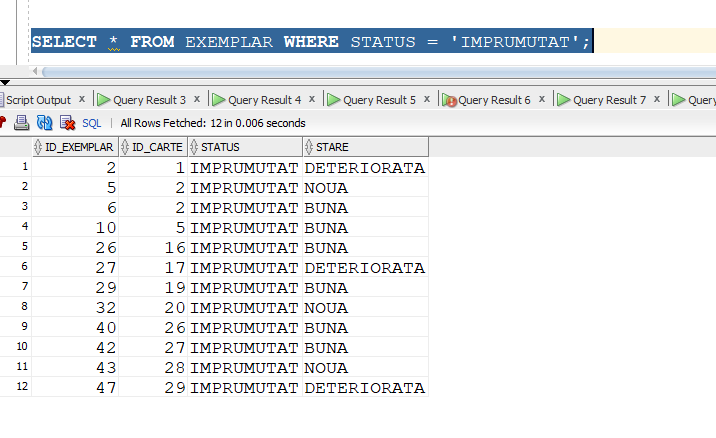 SELECT * FROM EXEMPLAR WHERE STATUS = 'IMPRUMUTAT';
Script Output x Query Result 3 x Query Result 4 x Query Result 5 x Query Result 6 x Query Result 7 x Query
SQL | All Rows Fetched: 12 in 0.006 seconds
ID_EXEMPLAR ID_CARTE STATUS STARE
1 2 1 IMPRUMUTAT DETERIORATA
2 5 2 IMPRUMUTAT NOUA
3 6 2 IMPRUMUTAT BUNA
4 10 5 IMPRUMUTAT BUNA
5 26 16 IMPRUMUTAT BUNA
6 27 17 IMPRUMUTAT DETERIORATA
7 29 19 IMPRUMUTAT BUNA
8 32 20 IMPRUMUTAT NOUA
9 40 26 IMPRUMUTAT BUNA
10 42 27 IMPRUMUTAT BUNA
11 43 28 IMPRUMUTAT NOUA
12 47 29 IMPRUMUTAT DETERIORATA